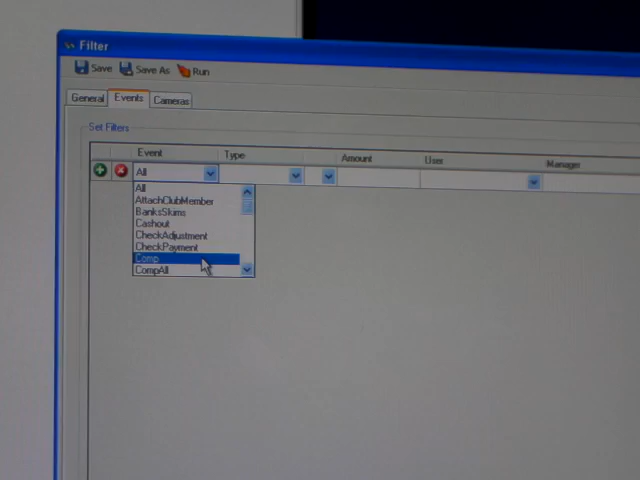 Filter
Save Save As Run
General Events Cameras
Set Filters
Event Type Amount User Manager
All
All
AttachClubMember
BanksSkims
Cashout
CheckAdjustment
CheckPayment
Comp
CompAll